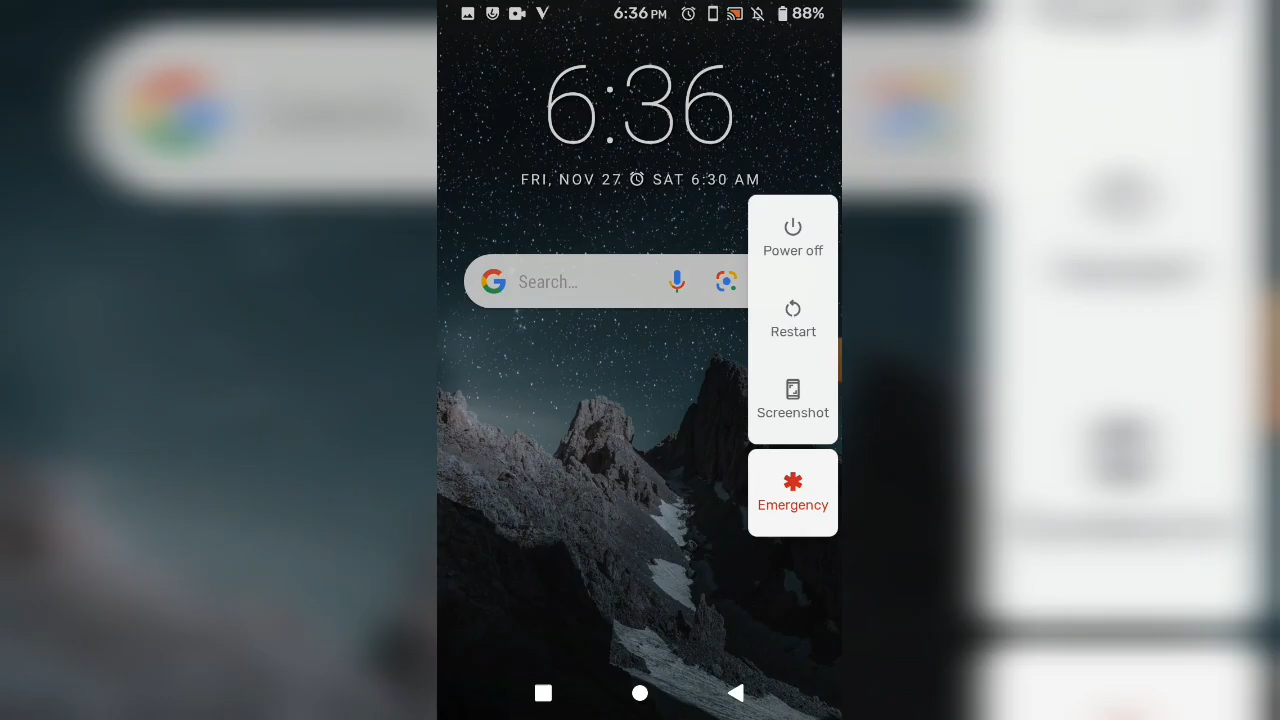 6:36 PM 88%
6:36
FRI, NOV 27 SAT 6:30 AM
Search...
Power off
Restart
Screenshot
Emergency